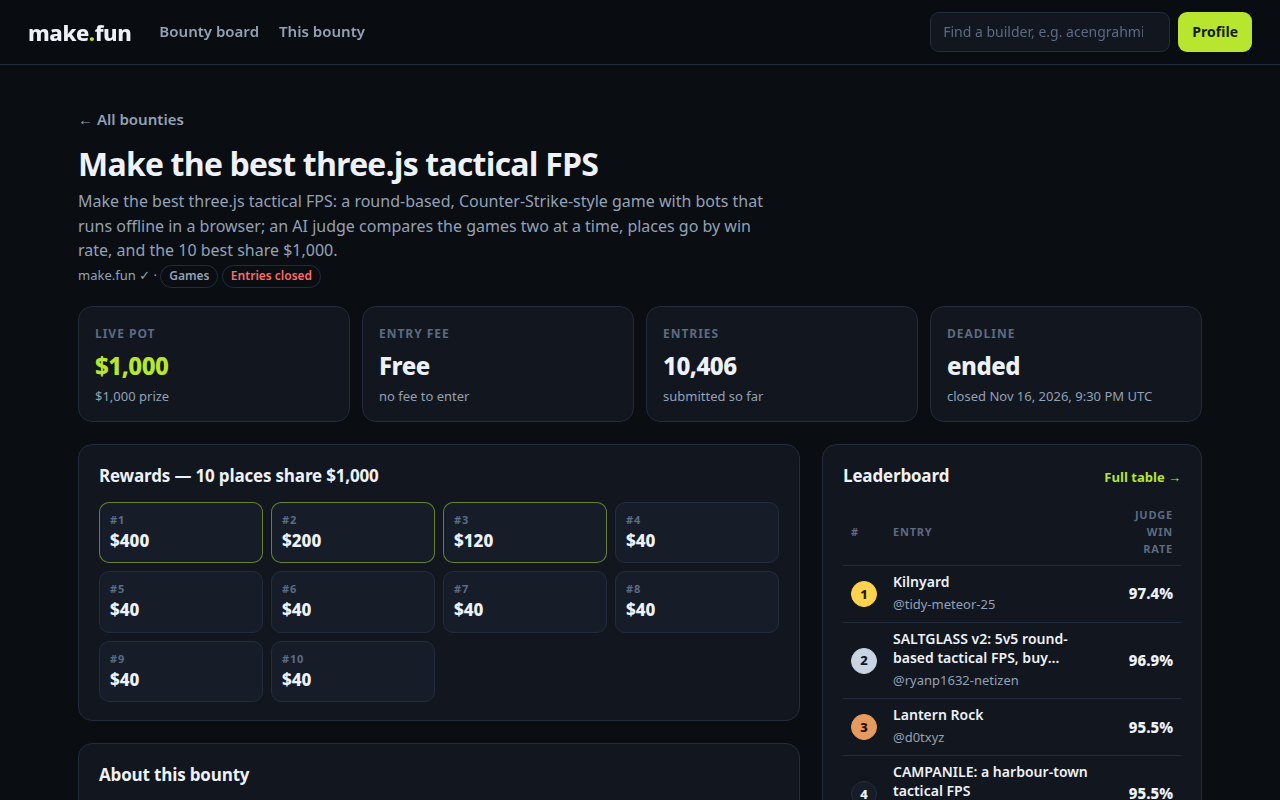 make.fun
Bounty board
This bounty
Find a builder, e.g. acengrahmi
Profile
← All bounties
Make the best three.js tactical FPS
Make the best three.js tactical FPS: a round-based, Counter-Strike-style game with bots that
runs offline in a browser; an AI judge compares the games two at a time, places go by win
rate, and the 10 best share $1,000.
make.fun ✓ · Games Entries closed
LIVE POT
$1,000
$1,000 prize
ENTRY FEE
Free
no fee to enter
ENTRIES
10,406
submitted so far
DEADLINE
ended
closed Nov 16, 2026, 9:30 PM UTC
Rewards — 10 places share $1,000
#1
$400
#2
$200
#3
$120
#4
$40
#5
$40
#6
$40
#7
$40
#8
$40
#9
$40
#10
$40
About this bounty
Leaderboard
Full table →
# ENTRY JUDGE
WIN
RATE
1 Kilnyard 97.4%
@tidy-meteor-25
SALTGLASS v2: 5v5 round-
2 based tactical FPS, buy... 96.9%
@ryanp1632-netizen
3 Lantern Rock 95.5%
@d0txyz
CAMPANILE: a harbour-town
4 tactical FPS 95.5%